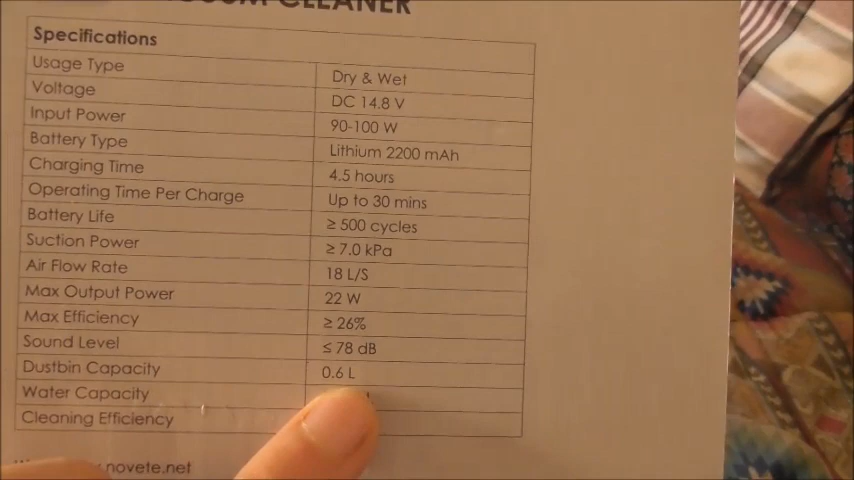 CLEANER
Specifications
Usage Type Dry & Wet
Voltage DC 14.8 V
Input Power 90-100 W
Battery Type Lithium 2200 mAh
Charging Time 4.5 hours
Operating Time Per Charge Up to 30 mins
Battery Life ≥ 500 cycles
Suction Power ≥ 7.0 kPa
Air Flow Rate 18 L/S
Max Output Power 22 W
Max Efficiency ≥ 26%
Sound Level ≤ 78 dB
Dustbin Capacity 0.6 L
Water Capacity
Cleaning Efficiency
novete.net